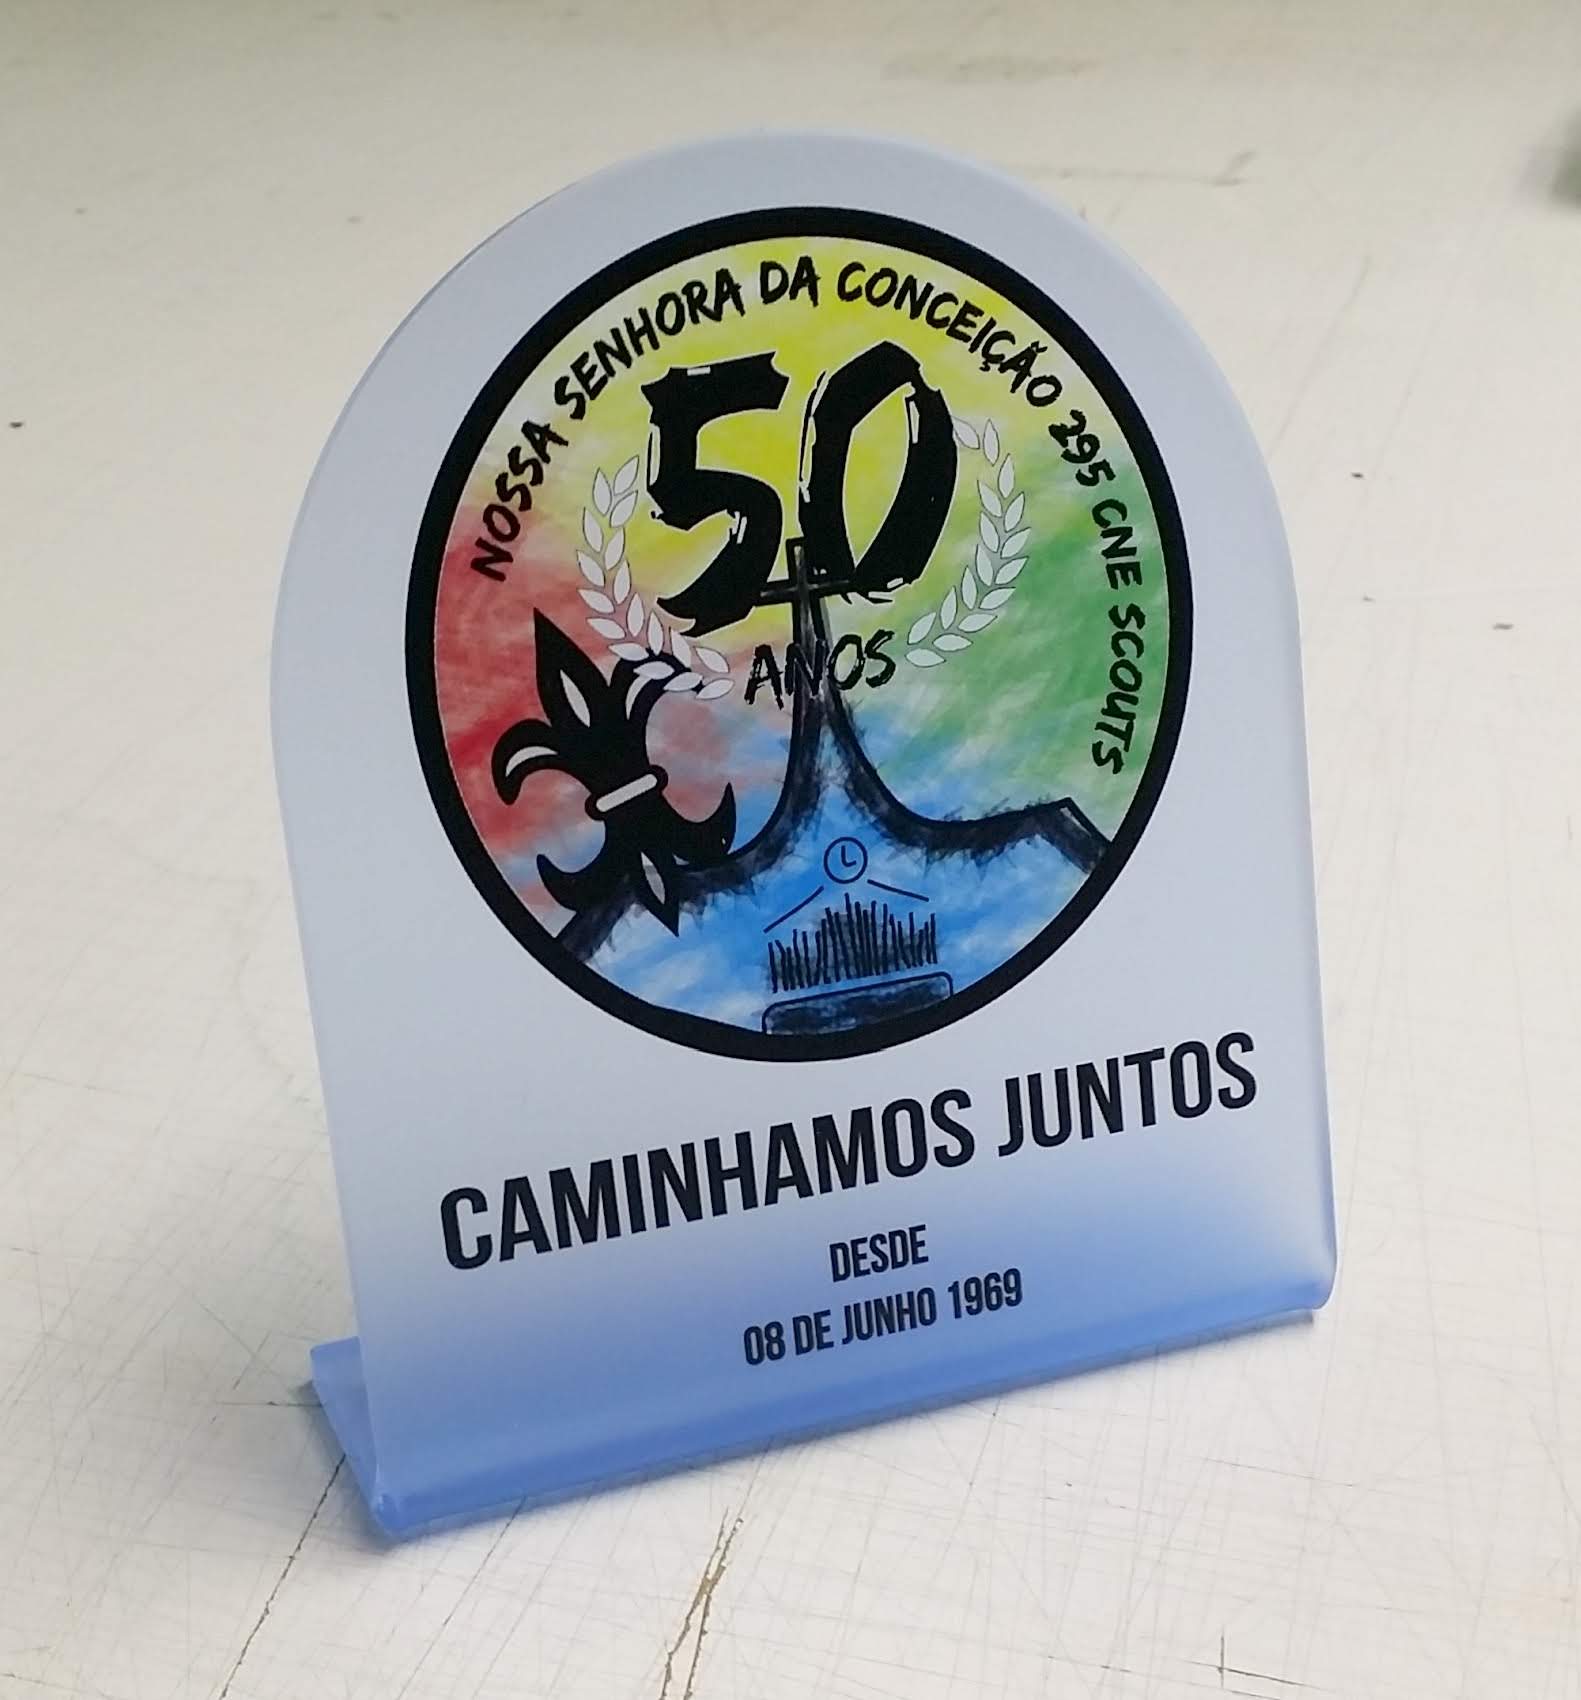 NOSSA SENHORA DA CONCEIÇÃO 295 CNE SCOUTS
50
ANOS
CAMINHAMOS JUNTOS
DESDE
08 DE JUNHO 1969